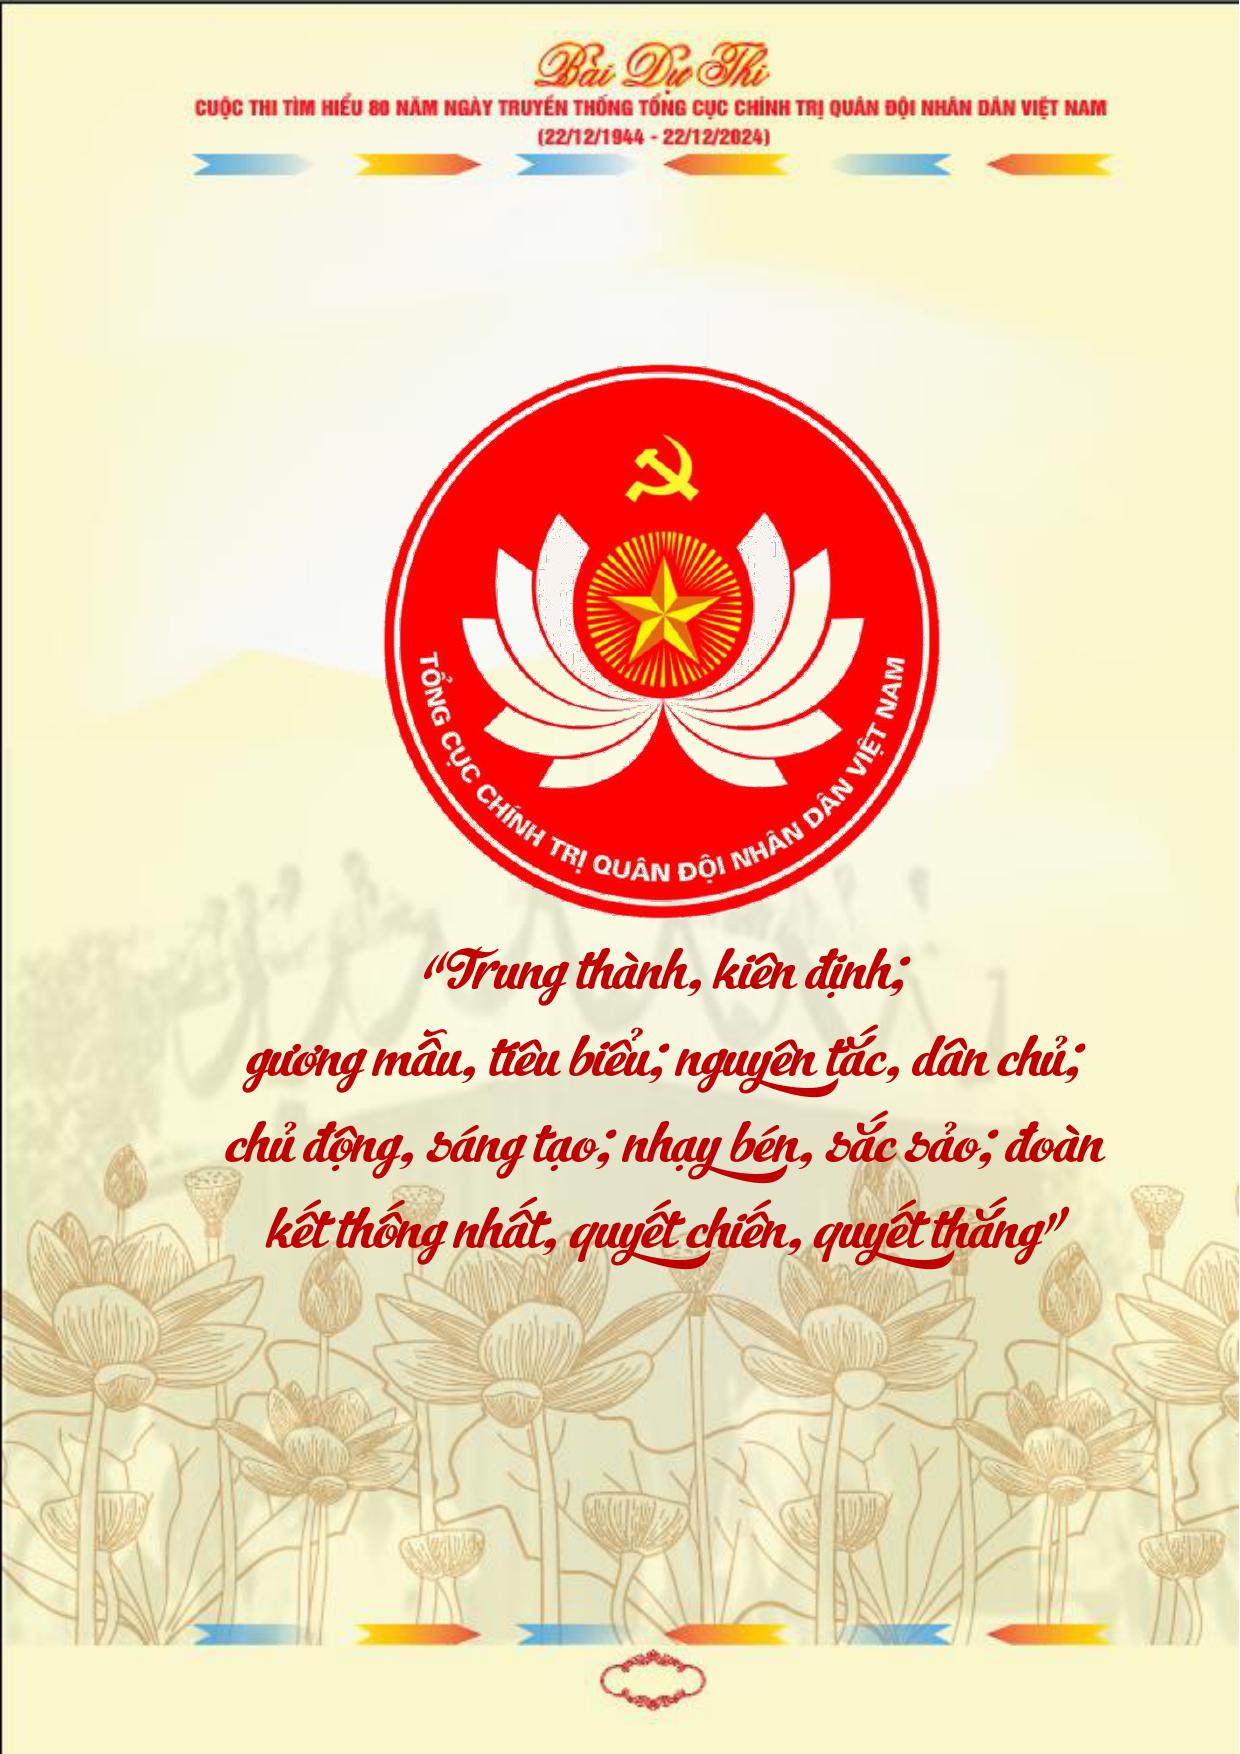 Bài Dự Thi
CUỘC THI TÌM HIỂU 80 NĂM NGÀY TRUYỀN THỐNG TỔNG CỤC CHÍNH TRỊ QUÂN ĐỘI NHÂN DÂN VIỆT NAM
(22/12/1944 - 22/12/2024)
TỔNG CỤC CHÍNH TRỊ QUÂN ĐỘI NHÂN DÂN VIỆT NAM
“Trung thành, kiên định;
gương mẫu, tiêu biểu; nguyên tắc, dân chủ;
chủ động, sáng tạo; nhạy bén, sắc sảo; đoàn
kết thống nhất, quyết chiến, quyết thắng”